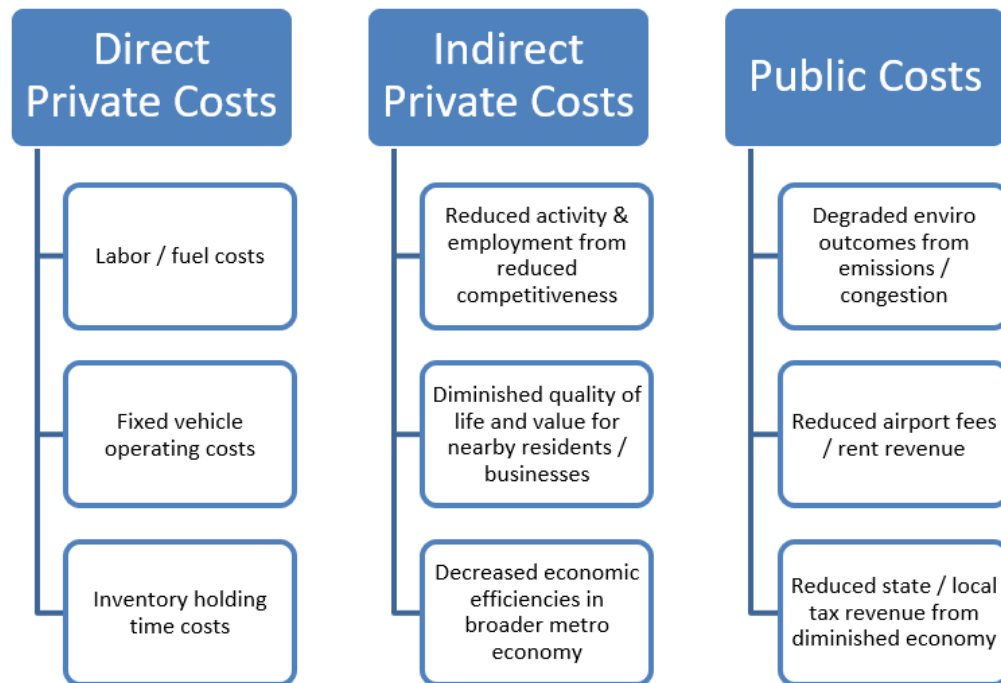 Direct
Private Costs
Labor / fuel costs
Fixed vehicle
operating costs
Inventory holding
time costs
Indirect
Private Costs
Reduced activity &
employment from
reduced
competitiveness
Diminished quality of
life and value for
nearby residents /
businesses
Decreased economic
efficiencies in
broader metro
economy
Public Costs
Degraded enviro
outcomes from
emissions /
congestion
Reduced airport fees
/ rent revenue
Reduced state / local
tax revenue from
diminished economy